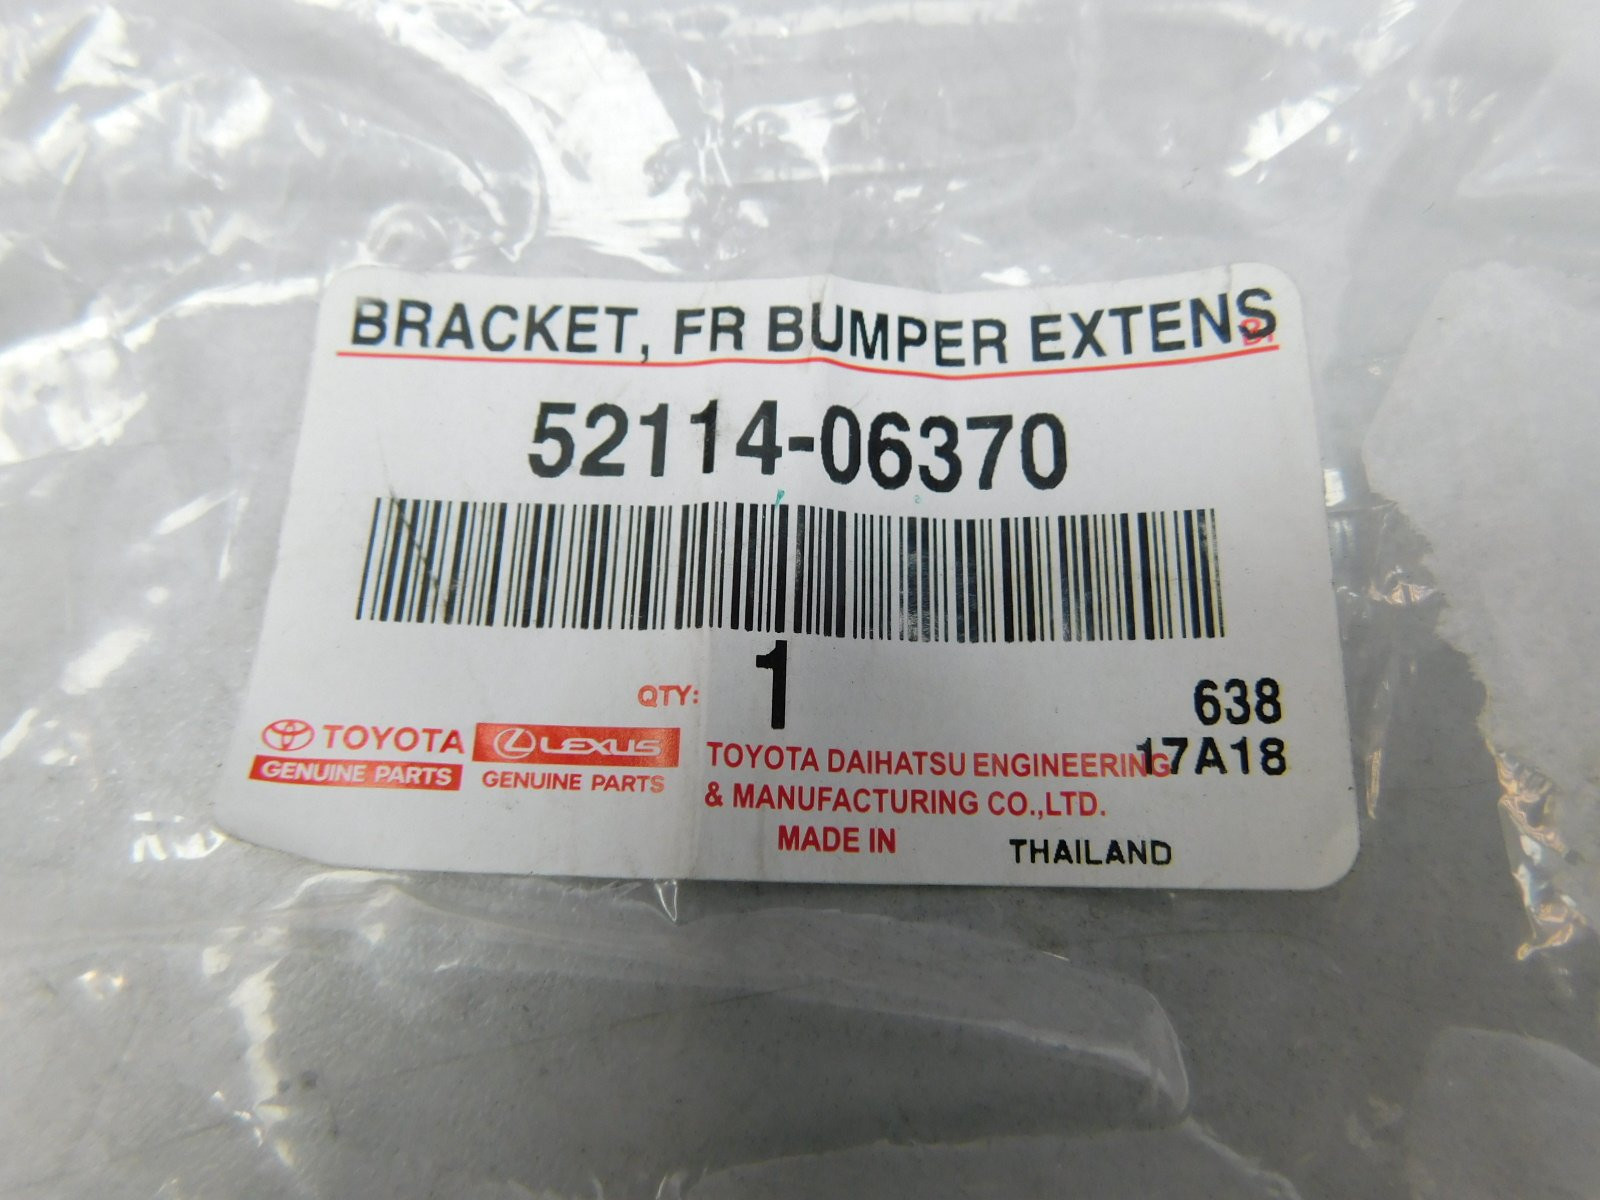 BRACKET, FR BUMPER EXTENS
52114-06370
QTY: 1
638
17A18
TOYOTA
GENUINE PARTS
LEXUS
GENUINE PARTS
TOYOTA DAIHATSU ENGINEERING
& MANUFACTURING CO.,LTD.
MADE IN THAILAND